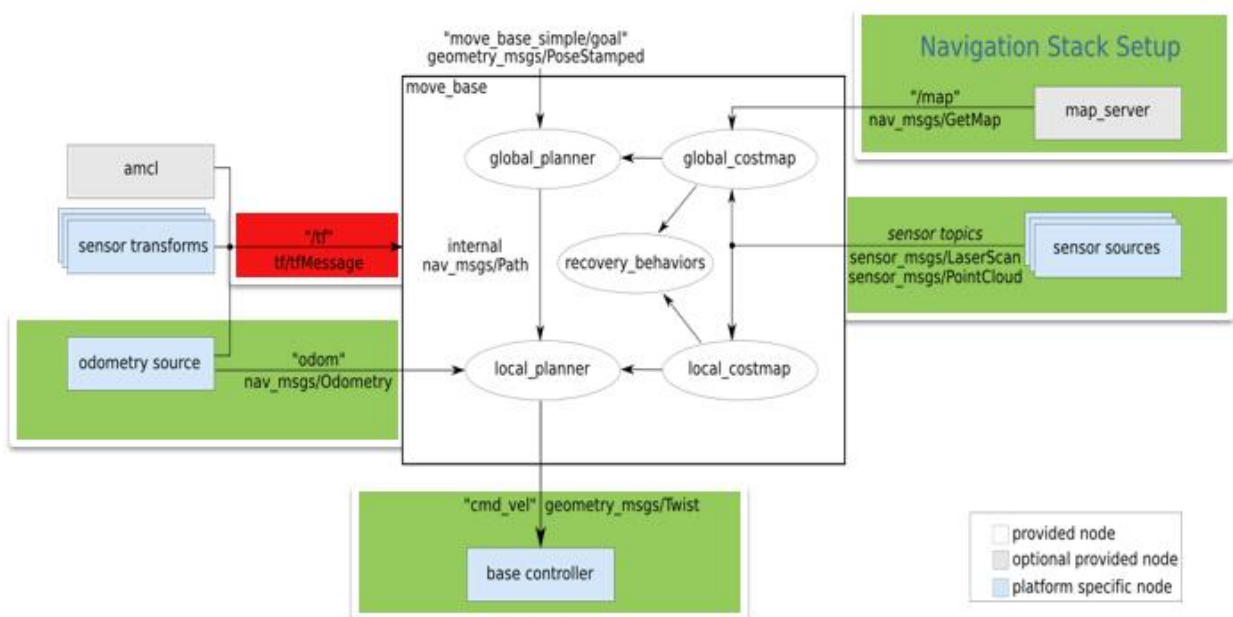 "move_base_simple/goal"
geometry_msgs/PoseStamped
Navigation Stack Setup
move_base
"/map"
nav_msgs/GetMap
map_server
global_planner
global_costmap
amcl
sensor transforms
"/tf"
tf/tfMessage
internal
nav_msgs/Path
recovery_behaviors
sensor topics
sensor_msgs/LaserScan
sensor_msgs/PointCloud
sensor sources
odometry source
"odom"
nav_msgs/Odometry
local_planner
local_costmap
"cmd_vel" geometry_msgs/Twist
base controller
provided node
optional provided node
platform specific node